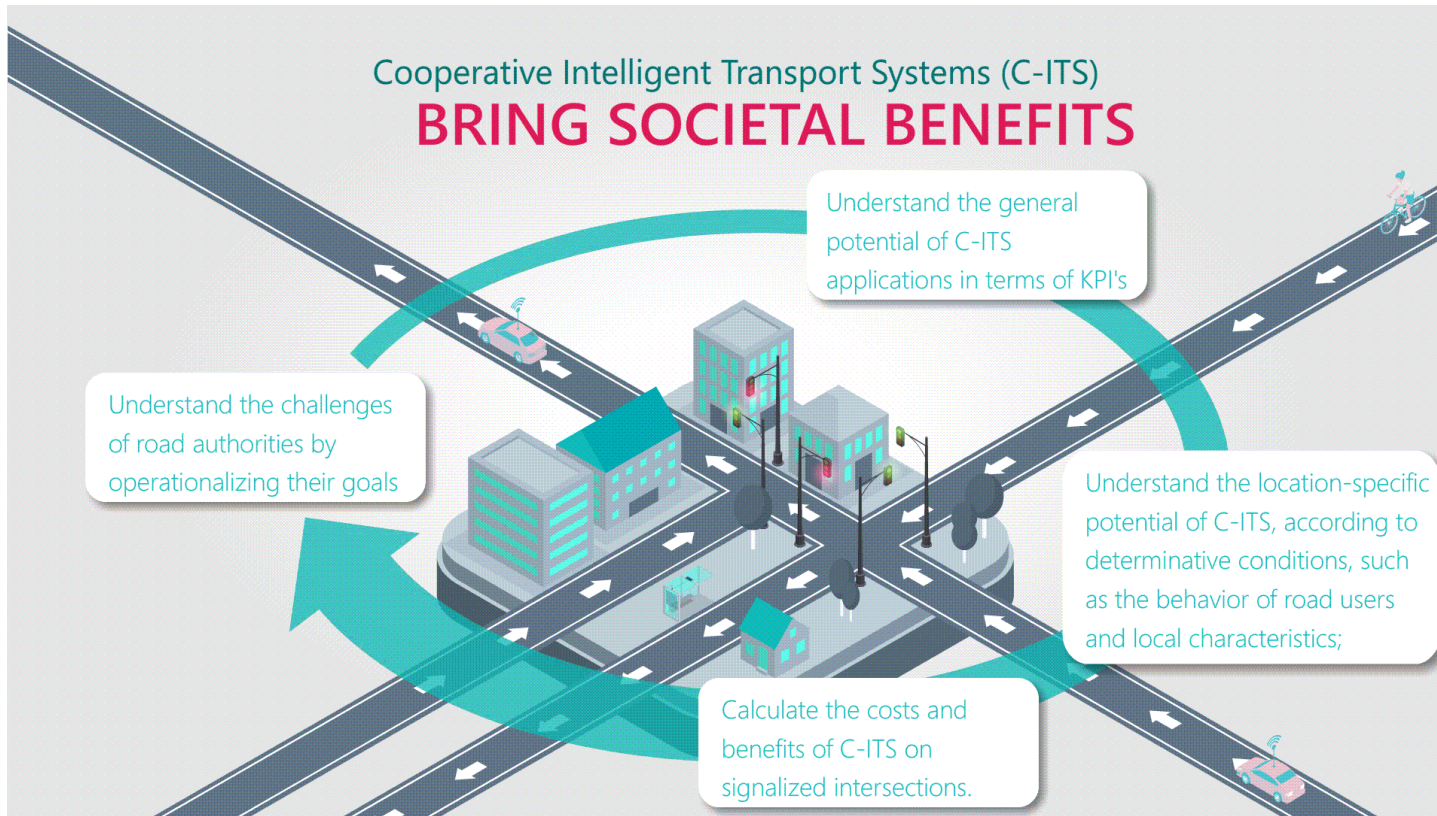 Cooperative Intelligent Transport Systems (C-ITS)
BRING SOCIETAL BENEFITS
Understand the general
potential of C-ITS
applications in terms of KPI's
Understand the challenges
of road authorities by
operationalizing their goals
Understand the location-specific
potential of C-ITS, according to
determinative conditions, such
as the behavior of road users
and local characteristics;
Calculate the costs and
benefits of C-ITS on
signalized intersections.